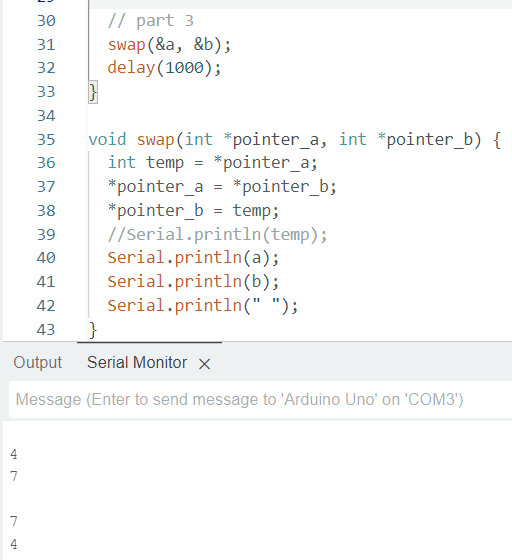 30 // part 3
31 swap(&a, &b);
32 delay(1000);
33 }
34
35 void swap(int *pointer_a, int *pointer_b) {
36 int temp = *pointer_a;
37 *pointer_a = *pointer_b;
38 *pointer_b = temp;
39 //Serial.println(temp);
40 Serial.println(a);
41 Serial.println(b);
42 Serial.println(" ");
43 }
Output Serial Monitor ×
Message (Enter to send message to 'Arduino Uno' on 'COM3')
4
7
7
4